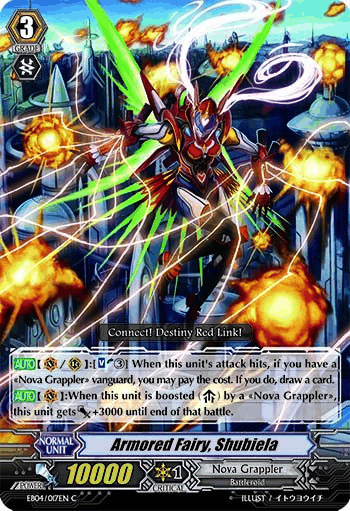 3
GRADE
Connect! Destiny Red Link!
AUTO [ / ]:[ 3] When this unit's attack hits, if you have a
«Nova Grappler» vanguard, you may pay the cost. If you do, draw a card.
AUTO [ ]:When this unit is boosted ( ) by a «Nova Grappler»,
this unit gets +3000 until end of that battle.
NORMAL
UNIT
Armored Fairy, Shubiela
POWER 10000
1
CRITICAL
Nova Grappler
Battleroid
EB04/017EN C
ILLUST / イトウヨウイチ